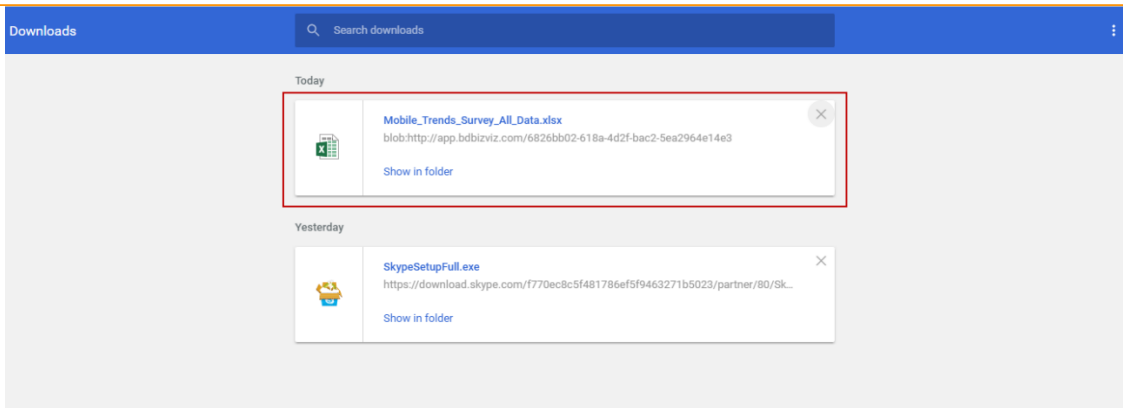 Downloads
Search downloads
Today
Mobile_Trends_Survey_All_Data.xlsx
blob:http://app.bdbizviz.com/6826bb02-618a-4d2f-bac2-5ea2964e14e3
Show in folder
Yesterday
SkypeSetupFull.exe
https://download.skype.com/f770ec8c5f481786ef5f9463271b5023/partner/80/Sk...
Show in folder